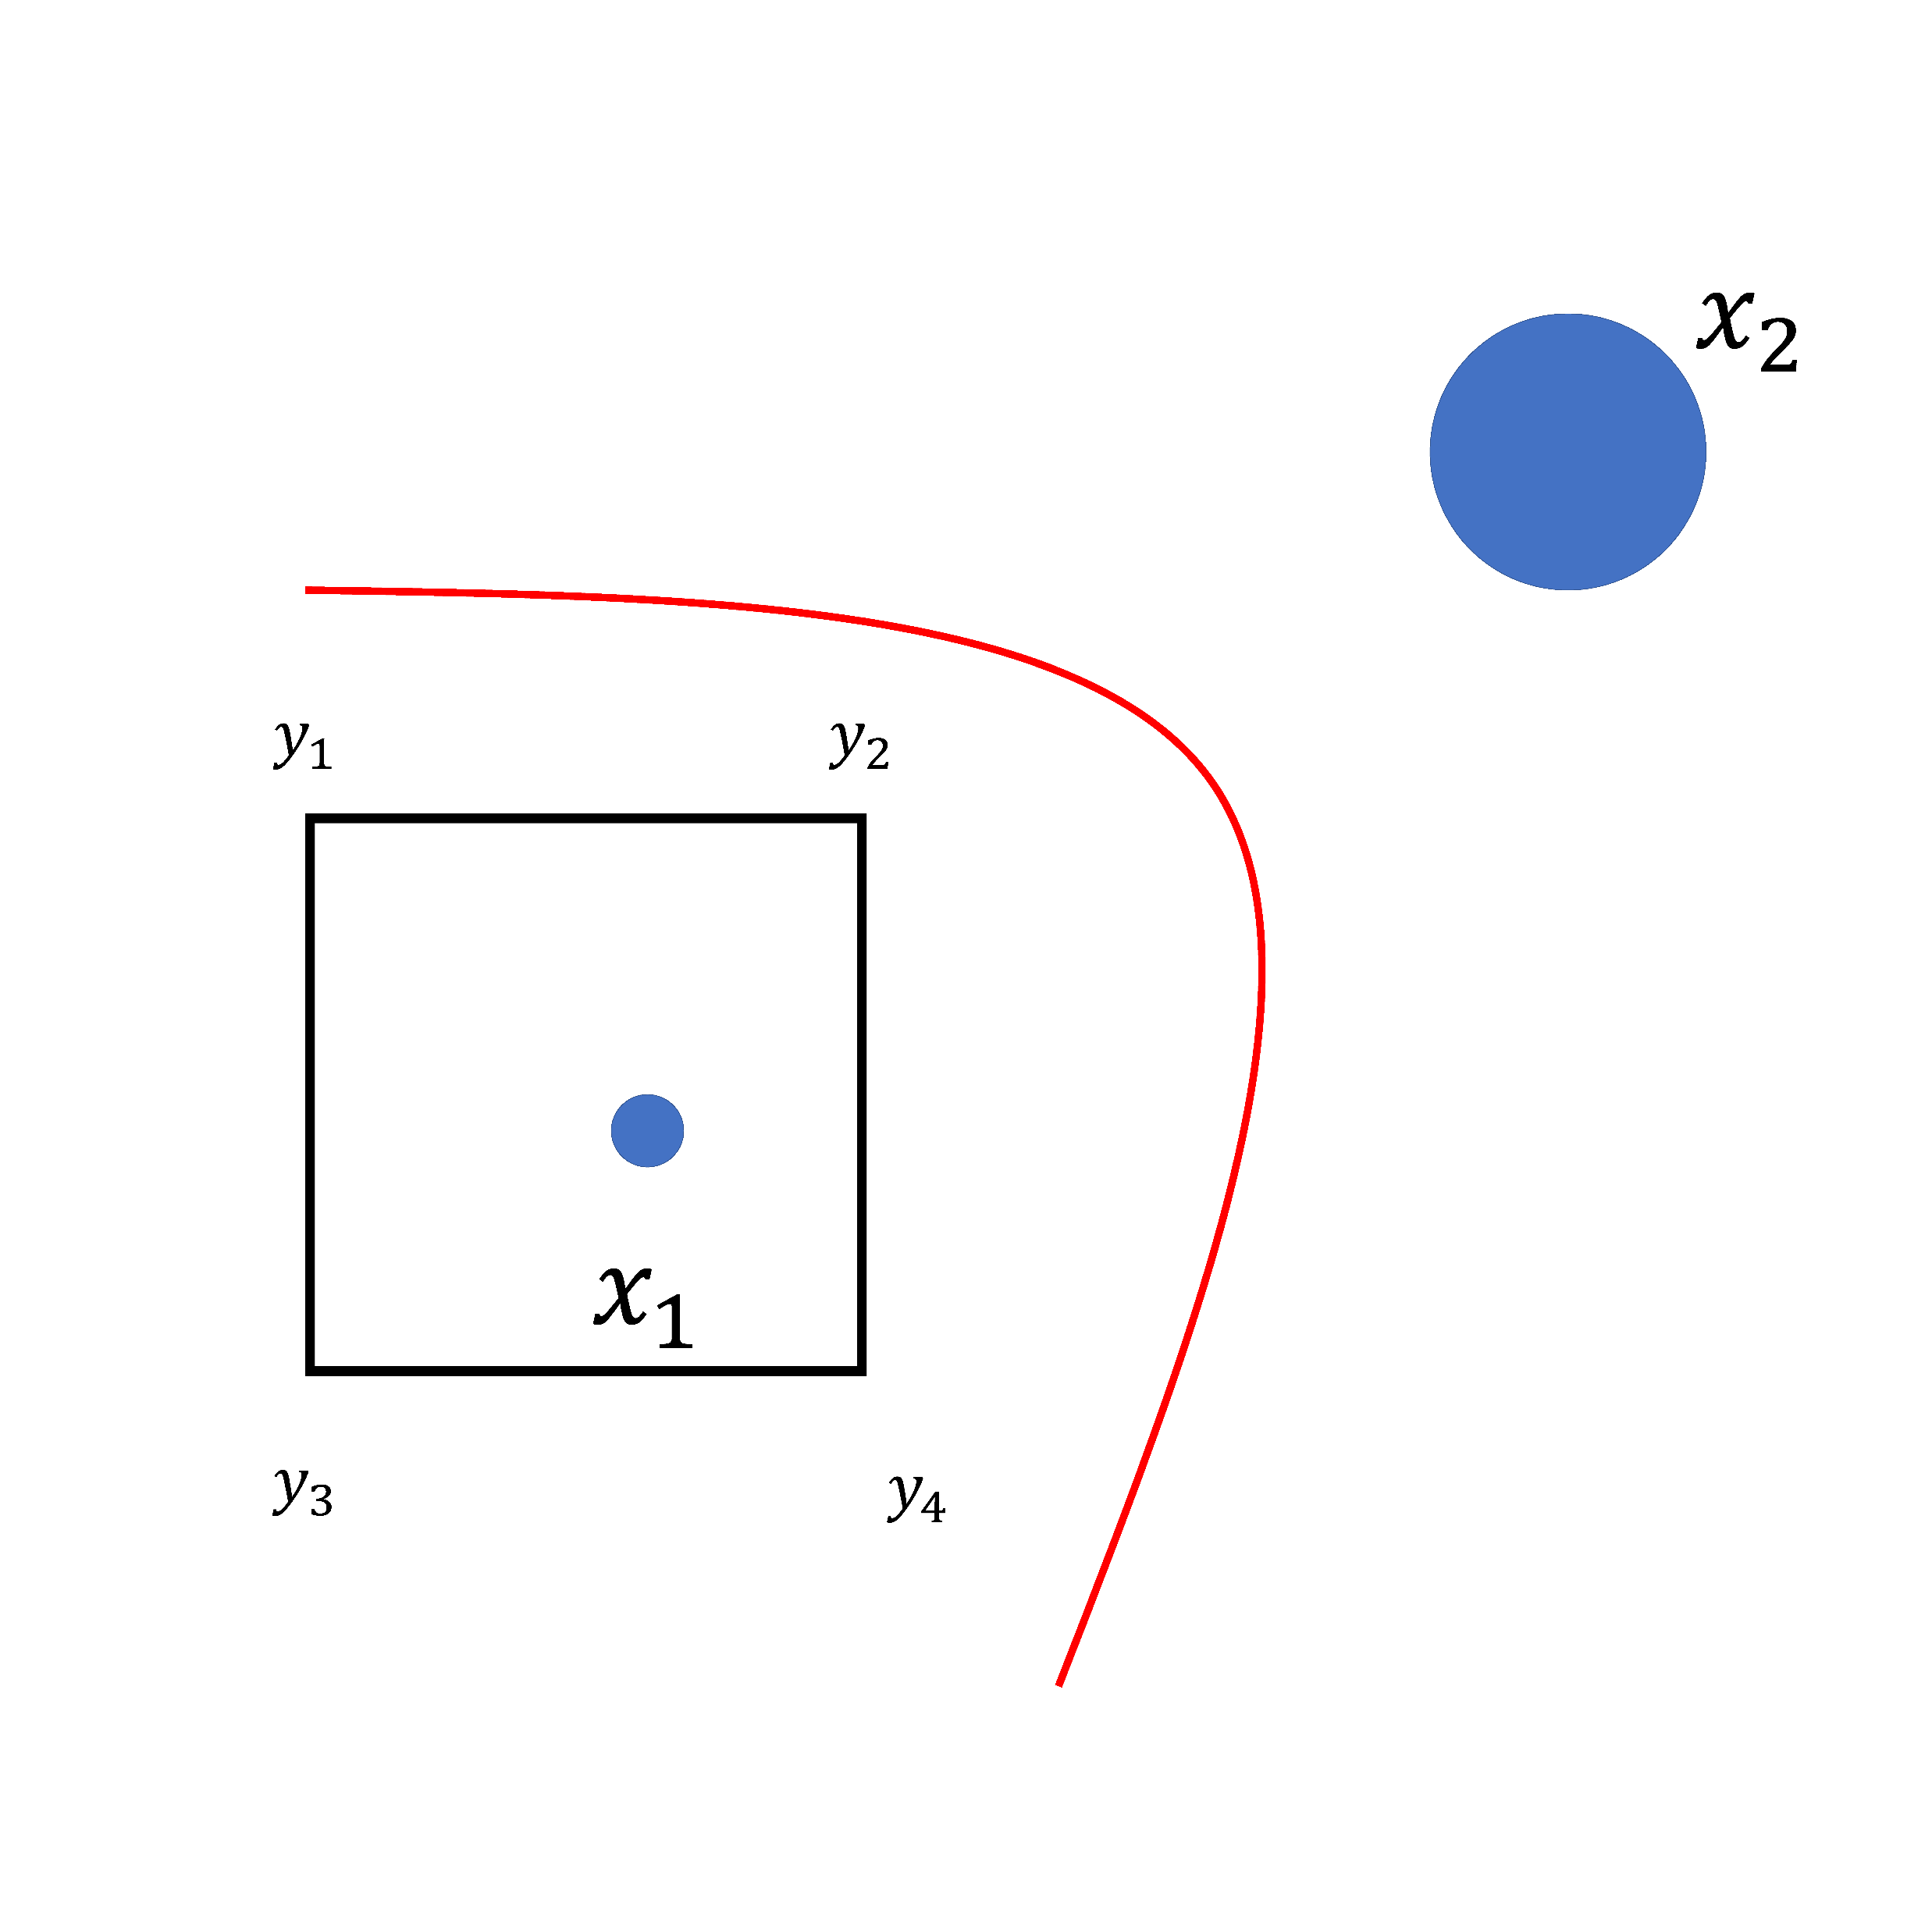 x₂
y₁ y₂
x₁
y₃ y₄